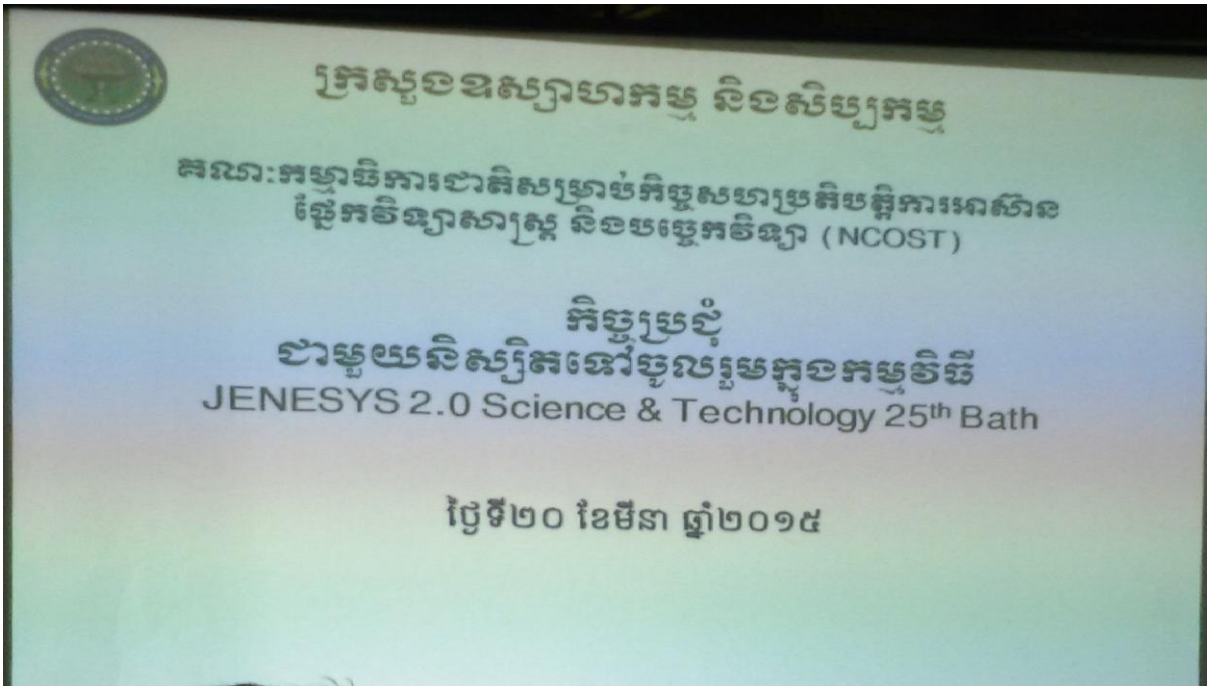 ក្រសួងឧស្សាហកម្ម និងសិប្បកម្ម
គណៈកម្មាធិការជាតិសម្រាប់កិច្ចសហប្រតិបត្តិការអាស៊ាន
ផ្នែកវិទ្យាសាស្ត្រ និងបច្ចេកវិទ្យា (NCOST)
កិច្ចប្រជុំ
ជាមួយនិស្សិតទៅចូលរួមក្នុងកម្មវិធី
JENESYS 2.0 Science & Technology 25th Bath
ថ្ងៃទី២០ ខែមីនា ឆ្នាំ២០១៥